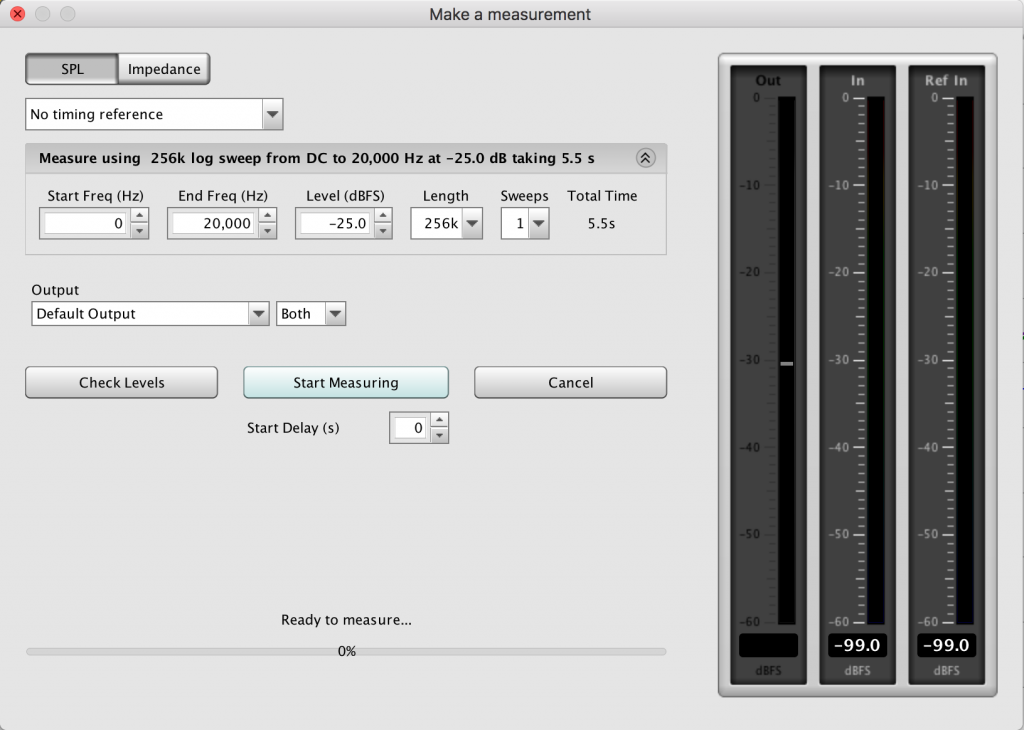 Make a measurement
SPL Impedance
No timing reference
Measure using 256k log sweep from DC to 20,000 Hz at -25.0 dB taking 5.5 s
Start Freq (Hz) End Freq (Hz) Level (dBFS) Length Sweeps Total Time
0 20,000 -25.0 256k 1 5.5s
Output
Default Output Both
Check Levels Start Measuring Cancel
Start Delay (s) 0
Ready to measure...
0%
Out In Ref In
0 0 0
-10 -10 -10
-20 -20 -20
-30 -30 -30
-40 -40 -40
-50 -50 -50
-60 -60 -60
-99.0 -99.0
dBFS dBFS dBFS